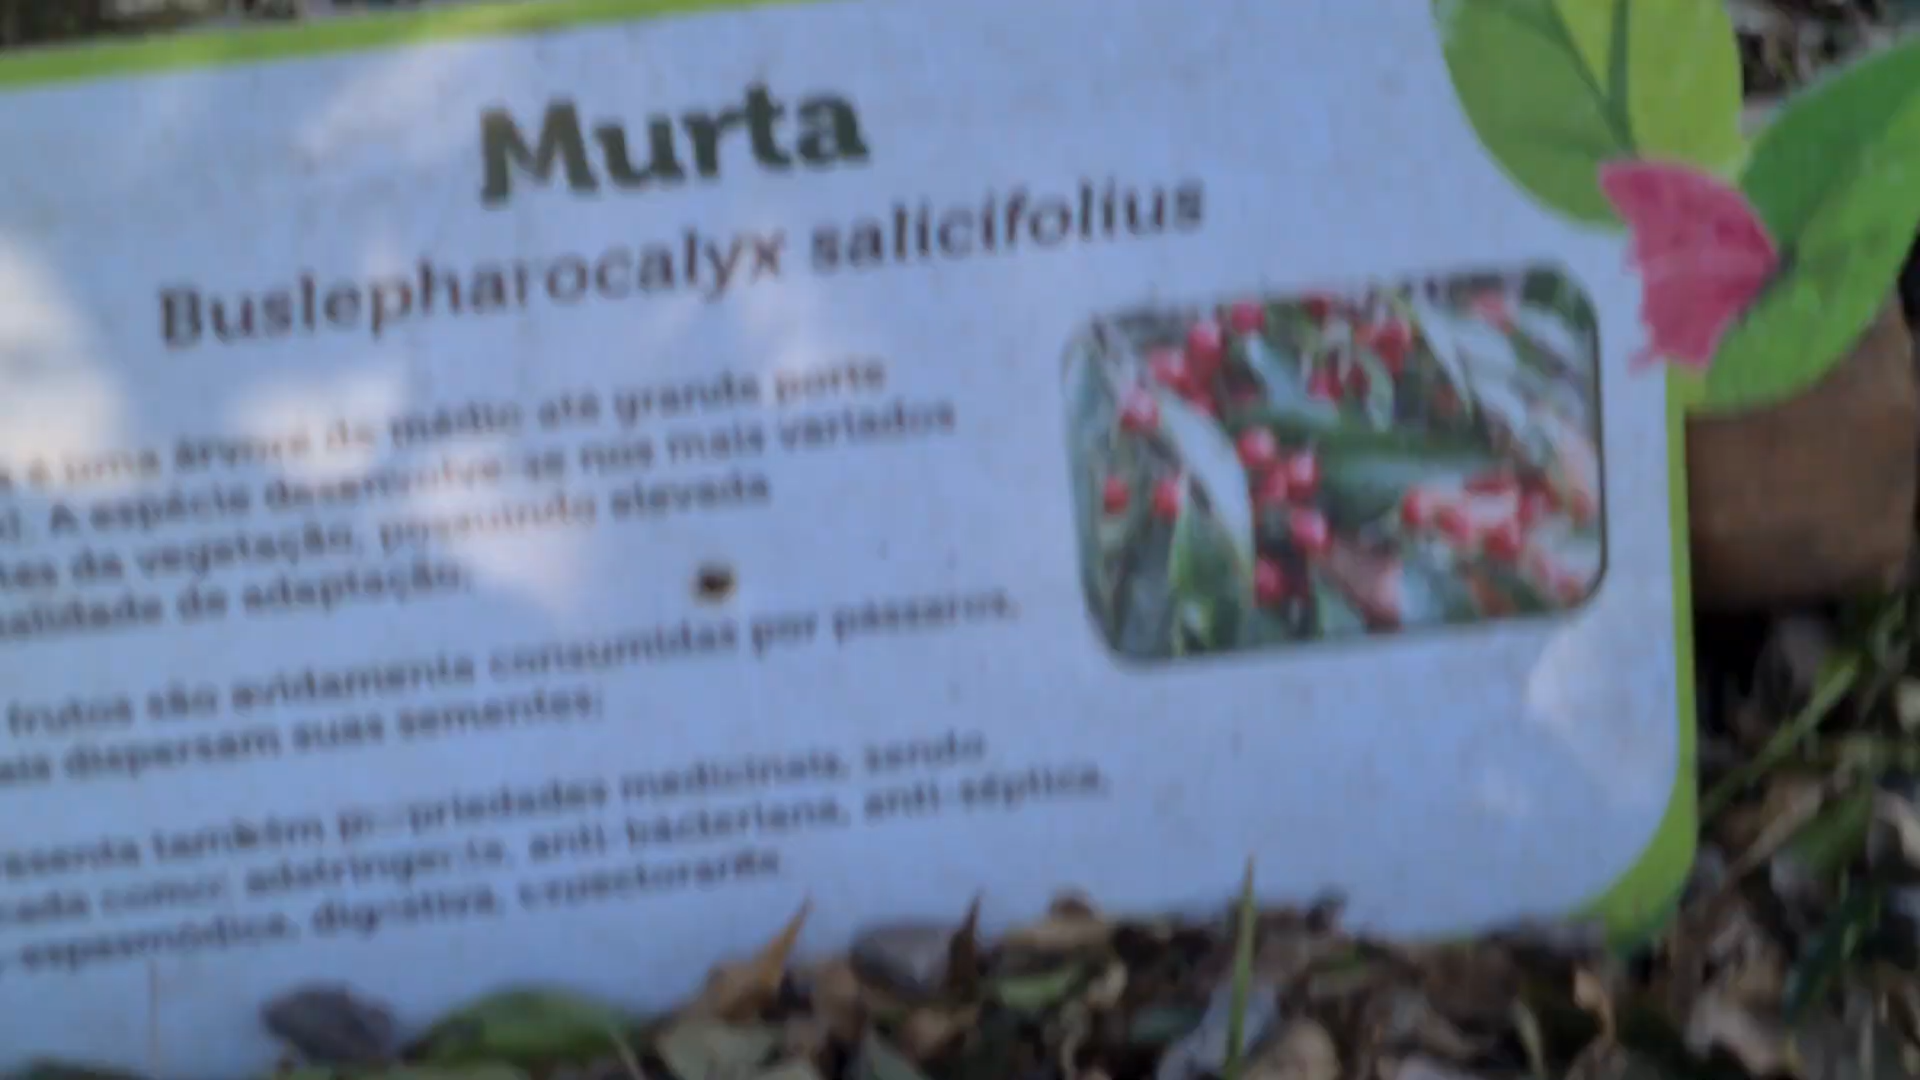 Murta
Buslepharocalyx salicifolius
é uma árvore de médio até grande porte
A espécie desenvolve-se nos mais variados
da vegetação, possuindo elevada
de adaptação;
frutos são avidamente consumidas por pássaros,
dispersam suas sementes;
também propriedades medicinais, sendo
como: adstringente, anti-bacteriana, anti-séptica,
espasmódica, digestiva, expectorante